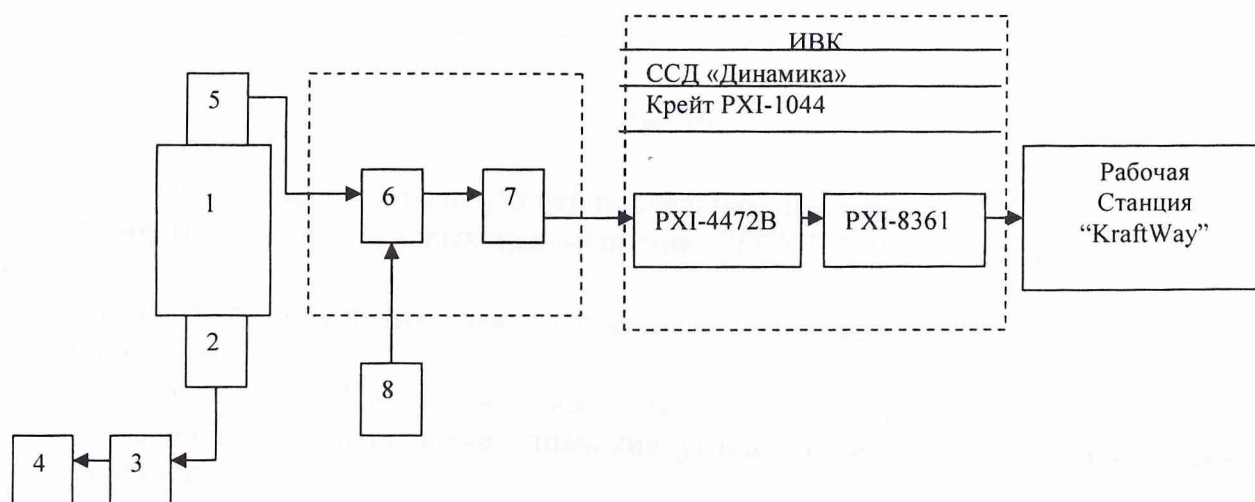 ИВК
ССД «Динамика»
Крейт PXI-1044
5
1
6
7
PXI-4472B
PXI-8361
Рабочая
Станция
“KraftWay”
2
8
4
3